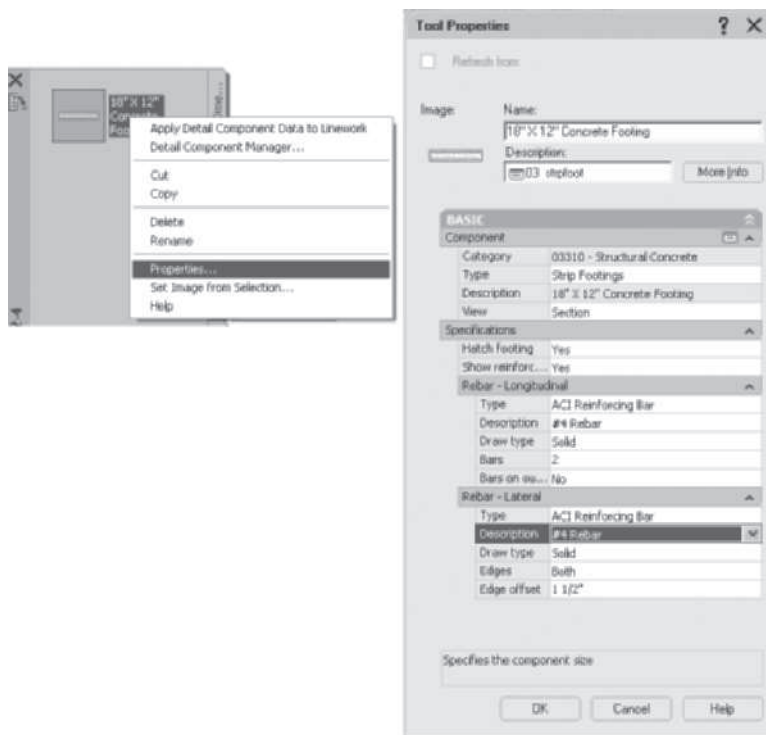 18" X 12"
Concrete
Foo
Apply Detail Component Data to Linework
Detail Component Manager...
Cut
Copy
Delete
Rename
Properties...
Set Image from Selection...
Help
Tool Properties
Refresh from
Image:
Name:
18" X 12" Concrete Footing
Description:
03 stripfoot
More Info
BASIC
Component
Category 03310 - Structural Concrete
Type Strip Footings
Description 18" X 12" Concrete Footing
View Section
Specifications
Hatch footing Yes
Show reinforc... Yes
Rebar - Longitudinal
Type ACI Reinforcing Bar
Description #4 Rebar
Draw type Solid
Bars 2
Bars on ou... No
Rebar - Lateral
Type ACI Reinforcing Bar
Description #4 Rebar
Draw type Solid
Edges Both
Edge offset 1 1/2"
Specifies the component size
OK Cancel Help